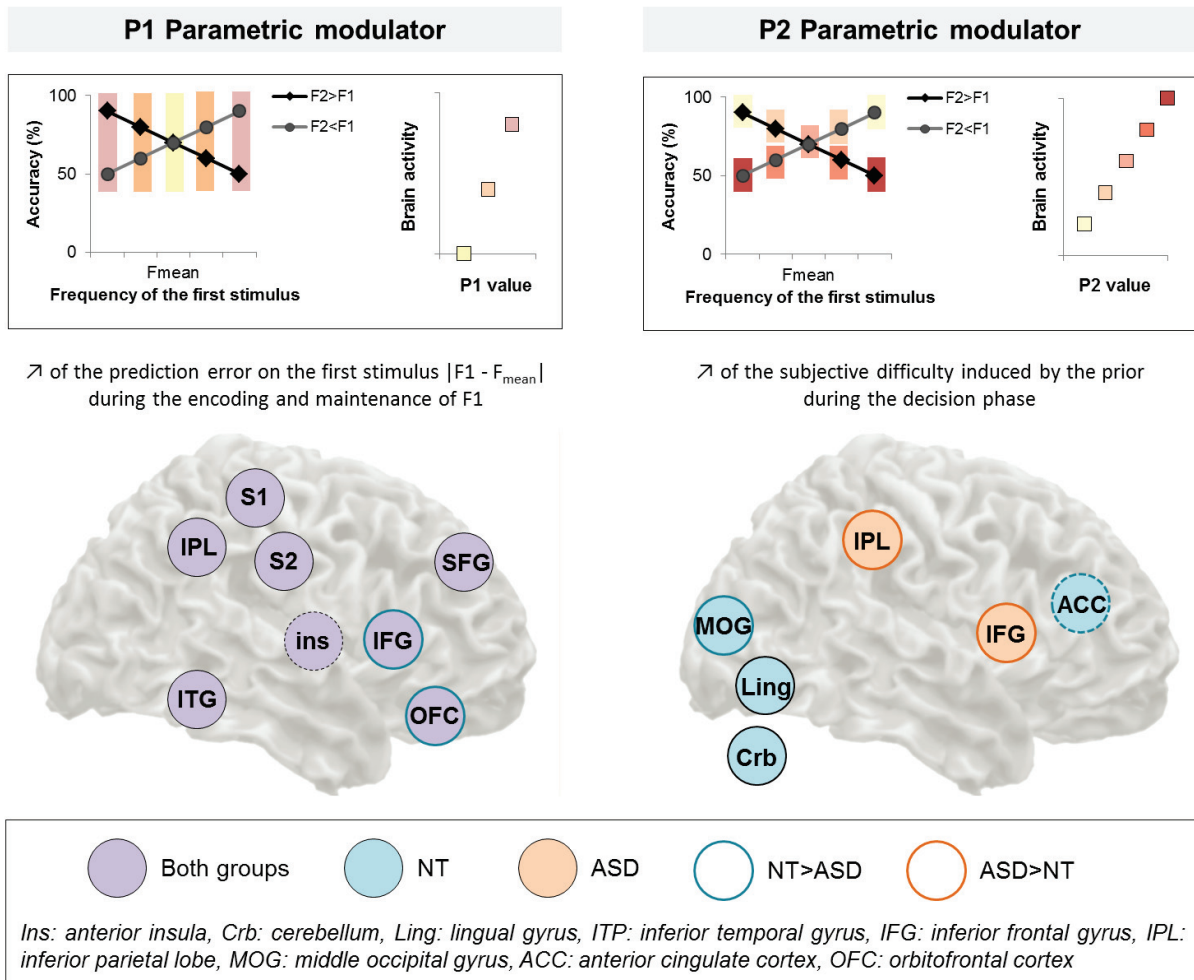 P1 Parametric modulator
100
50
0
Accuracy (%)
F2>F1
F2<F1
Fmean
Frequency of the first stimulus
Brain activity
P1 value
↗ of the prediction error on the first stimulus |F1 - Fmean|
during the encoding and maintenance of F1
S1
IPL
S2
SFG
ins
IFG
ITG
OFC
P2 Parametric modulator
100
50
0
Accuracy (%)
F2>F1
F2<F1
Fmean
Frequency of the first stimulus
Brain activity
P2 value
↗ of the subjective difficulty induced by the prior
during the decision phase
IPL
ACC
MOG
IFG
Ling
Crb
Both groups
NT
ASD
NT>ASD
ASD>NT
Ins: anterior insula, Crb: cerebellum, Ling: lingual gyrus, ITP: inferior temporal gyrus, IFG: inferior frontal gyrus, IPL:
inferior parietal lobe, MOG: middle occipital gyrus, ACC: anterior cingulate cortex, OFC: orbitofrontal cortex